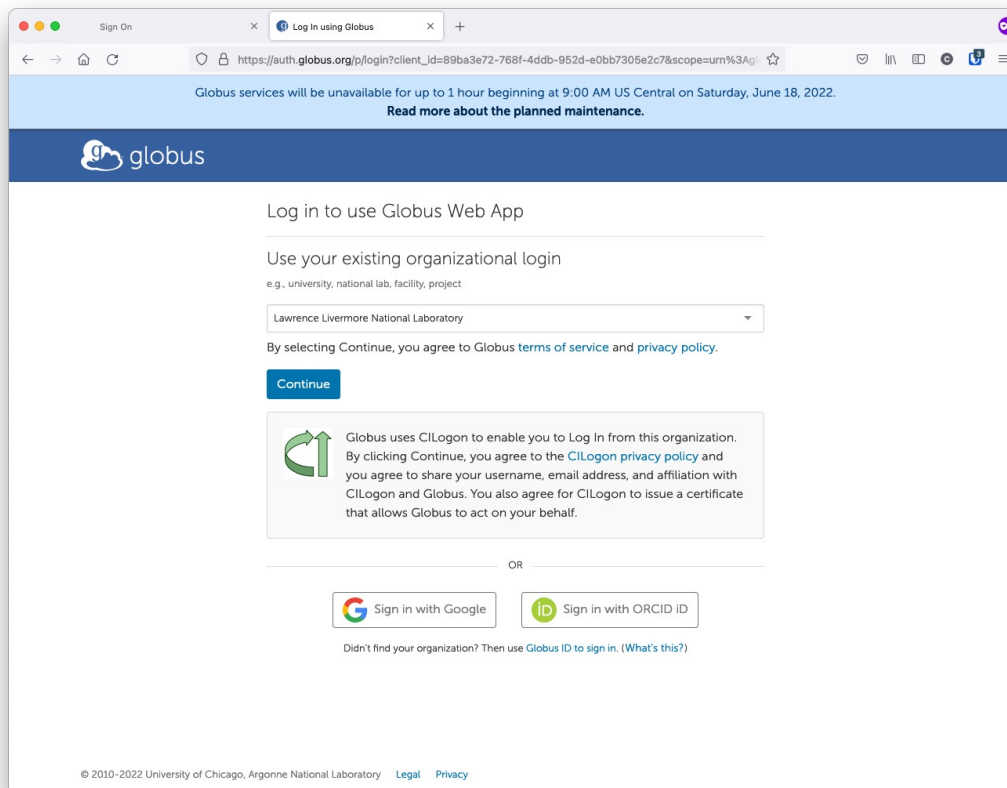 Sign On
Log In using Globus
https://auth.globus.org/p/login?client_id=89ba3e72-768f-4ddb-952d-e0bb7305e2c7&scope=urn%3Agl
3
Globus services will be unavailable for up to 1 hour beginning at 9:00 AM US Central on Saturday, June 18, 2022.
Read more about the planned maintenance.
g globus
Log in to use Globus Web App
Use your existing organizational login
e.g., university, national lab, facility, project
Lawrence Livermore National Laboratory
By selecting Continue, you agree to Globus terms of service and privacy policy.
Continue
Globus uses CILogon to enable you to Log In from this organization.
By clicking Continue, you agree to the CILogon privacy policy and
you agree to share your username, email address, and affiliation with
CILogon and Globus. You also agree for CILogon to issue a certificate
that allows Globus to act on your behalf.
OR
G Sign in with Google
iD Sign in with ORCID iD
Didn't find your organization? Then use Globus ID to sign in. (What's this?)
© 2010-2022 University of Chicago, Argonne National Laboratory Legal Privacy